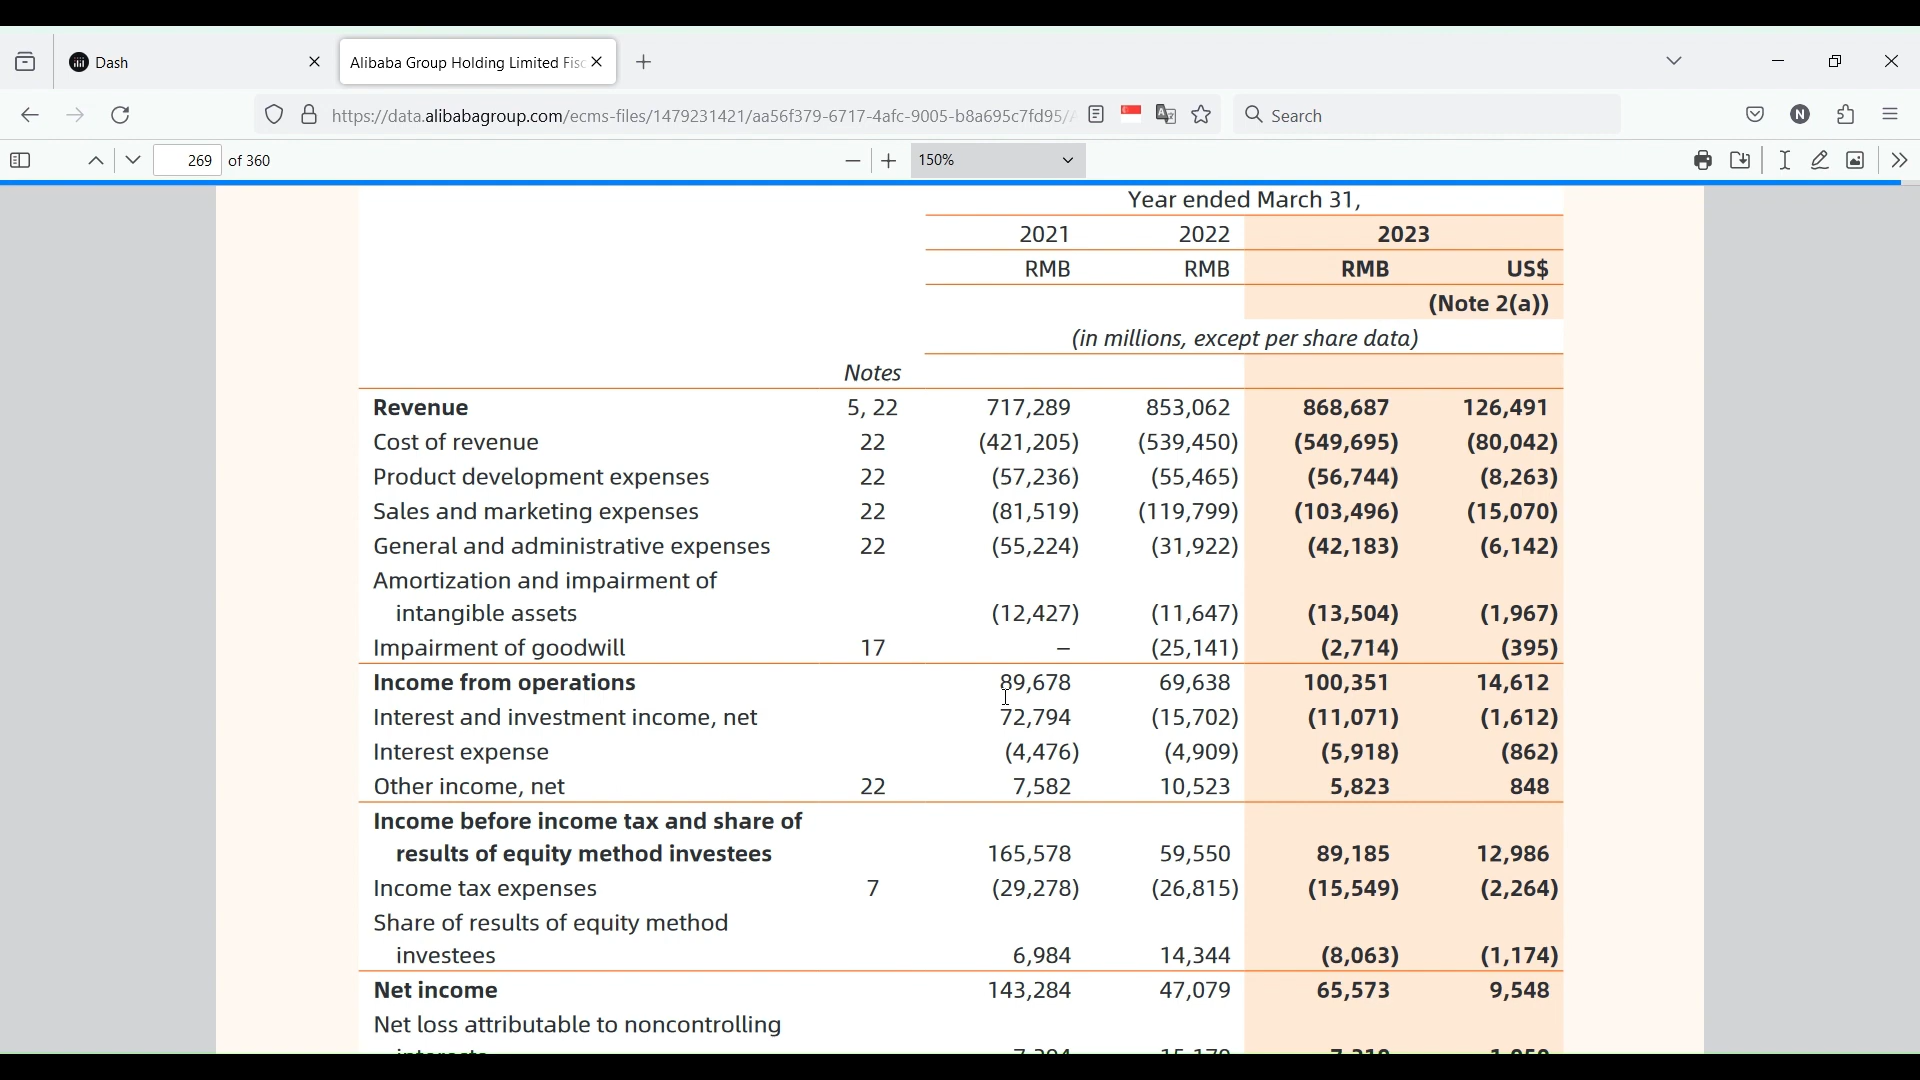 Dash
Alibaba Group Holding Limited Fisc
https://data.alibabagroup.com/ecms-files/1479231421/aa56f379-6717-4afc-9005-b8a695c7fd95/
Search
N
269 of 360
150%
Year ended March 31,
2021 2022 2023
RMB RMB RMB US$
(Note 2(a))
(in millions, except per share data)
Notes
Revenue 5, 22 717,289 853,062 868,687 126,491
Cost of revenue 22 (421,205) (539,450) (549,695) (80,042)
Product development expenses 22 (57,236) (55,465) (56,744) (8,263)
Sales and marketing expenses 22 (81,519) (119,799) (103,496) (15,070)
General and administrative expenses 22 (55,224) (31,922) (42,183) (6,142)
Amortization and impairment of
intangible assets (12,427) (11,647) (13,504) (1,967)
Impairment of goodwill 17 – (25,141) (2,714) (395)
Income from operations 89,678 69,638 100,351 14,612
Interest and investment income, net 72,794 (15,702) (11,071) (1,612)
Interest expense (4,476) (4,909) (5,918) (862)
Other income, net 22 7,582 10,523 5,823 848
Income before income tax and share of
results of equity method investees 165,578 59,550 89,185 12,986
Income tax expenses 7 (29,278) (26,815) (15,549) (2,264)
Share of results of equity method
investees 6,984 14,344 (8,063) (1,174)
Net income 143,284 47,079 65,573 9,548
Net loss attributable to noncontrolling